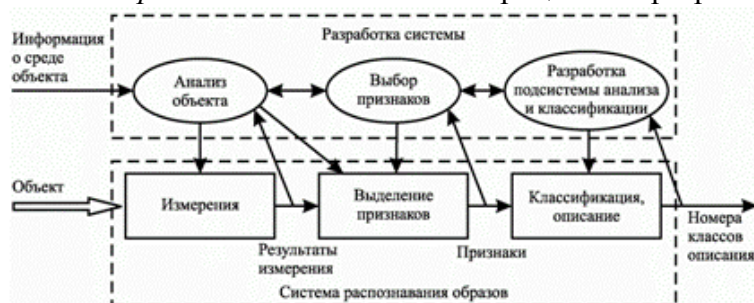 Информация
о среде
объекта
Разработка системы
Анализ
объекта
Выбор
признаков
Разработка
подсистемы анализа
и классификации
Объект
Измерения
Выделение
признаков
Классификация,
описание
Результаты
измерения
Признаки
Номера
классов
описания
Система распознавания образов